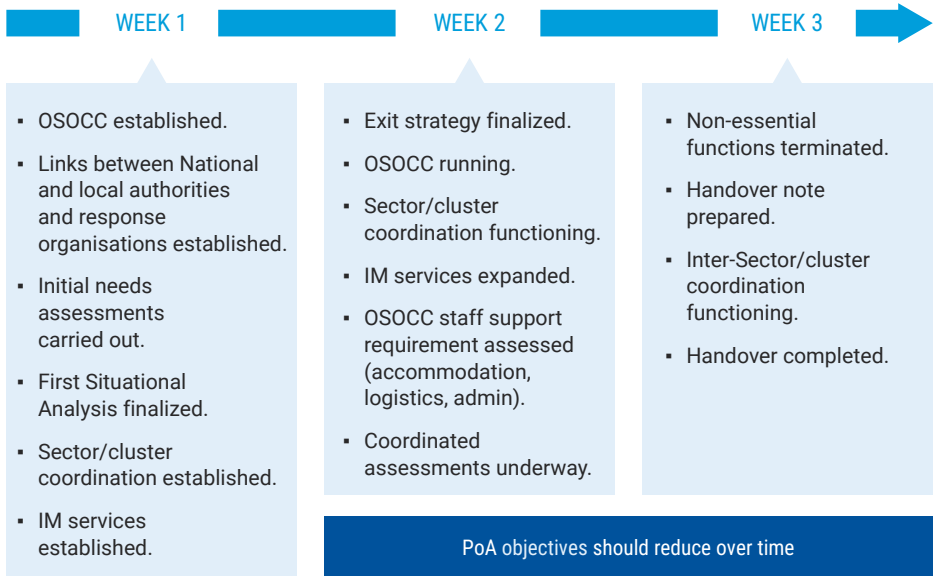 WEEK 1
WEEK 2
WEEK 3
▪ OSOCC established.
▪ Links between National
and local authorities
and response
organisations established.
▪ Initial needs
assessments
carried out.
▪ First Situational
Analysis finalized.
▪ Sector/cluster
coordination established.
▪ IM services
established.
▪ Exit strategy finalized.
▪ OSOCC running.
▪ Sector/cluster
coordination functioning.
▪ IM services expanded.
▪ OSOCC staff support
requirement assessed
(accommodation,
logistics, admin).
▪ Coordinated
assessments underway.
▪ Non-essential
functions terminated.
▪ Handover note
prepared.
▪ Inter-Sector/cluster
coordination
functioning.
▪ Handover completed.
PoA objectives should reduce over time